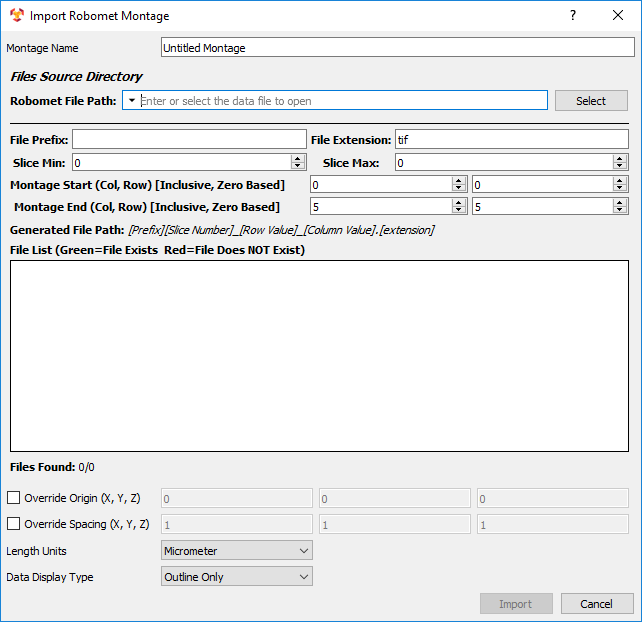 Import Robomet Montage ?
Montage Name Untitled Montage
Files Source Directory
Robomet File Path: Enter or select the data file to open Select
File Prefix: File Extension: tif
Slice Min: 0 Slice Max: 0
Montage Start (Col, Row) [Inclusive, Zero Based] 0 0
Montage End (Col, Row) [Inclusive, Zero Based] 5 5
Generated File Path: [Prefix][Slice Number]_[Row Value]_[Column Value].[extension]
File List (Green=File Exists Red=File Does NOT Exist)
Files Found: 0/0
Override Origin (X, Y, Z) 0 0 0
Override Spacing (X, Y, Z) 1 1 1
Length Units Micrometer
Data Display Type Outline Only
Import Cancel